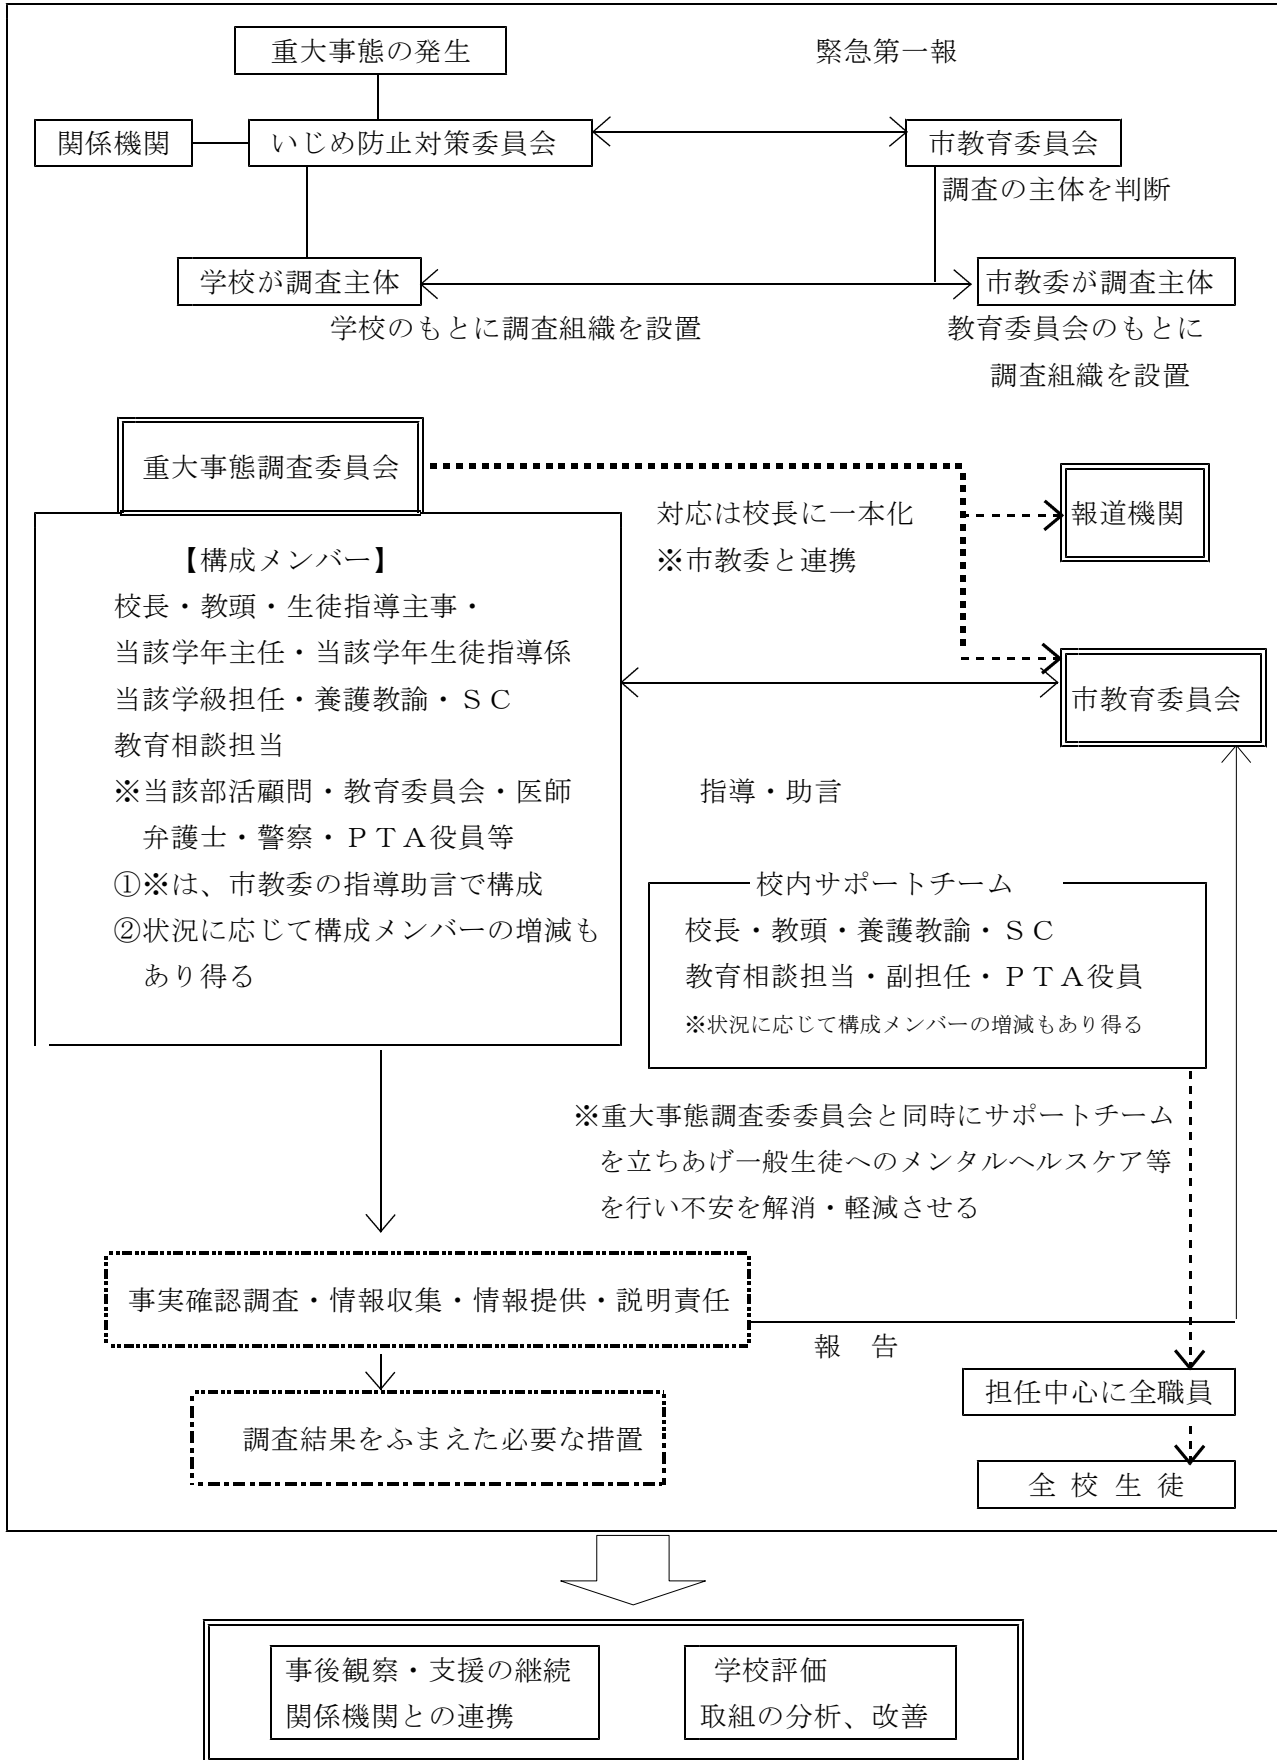 重大事態の発生
緊急第一報
関係機関
いじめ防止対策委員会
市教育委員会
調査の主体を判断
学校が調査主体
市教委が調査主体
学校のもとに調査組織を設置
教育委員会のもとに
調査組織を設置
重大事態調査委員会
対応は校長に一本化
※市教委と連携
報道機関
【構成メンバー】
校長・教頭・生徒指導主事・
当該学年主任・当該学年生徒指導係
当該学級担任・養護教諭・ＳＣ
教育相談担当
※当該部活顧問・教育委員会・医師
弁護士・警察・ＰＴＡ役員等
①※は、市教委の指導助言で構成
②状況に応じて構成メンバーの増減も
あり得る
市教育委員会
指導・助言
校内サポートチーム
校長・教頭・養護教諭・ＳＣ
教育相談担当・副担任・ＰＴＡ役員
※状況に応じて構成メンバーの増減もあり得る
※重大事態調査委委員会と同時にサポートチーム
を立ちあげ一般生徒へのメンタルヘルスケア等
を行い不安を解消・軽減させる
事実確認調査・情報収集・情報提供・説明責任
報　告
担任中心に全職員
調査結果をふまえた必要な措置
全 校 生 徒
事後観察・支援の継続
関係機関との連携
学校評価
取組の分析、改善